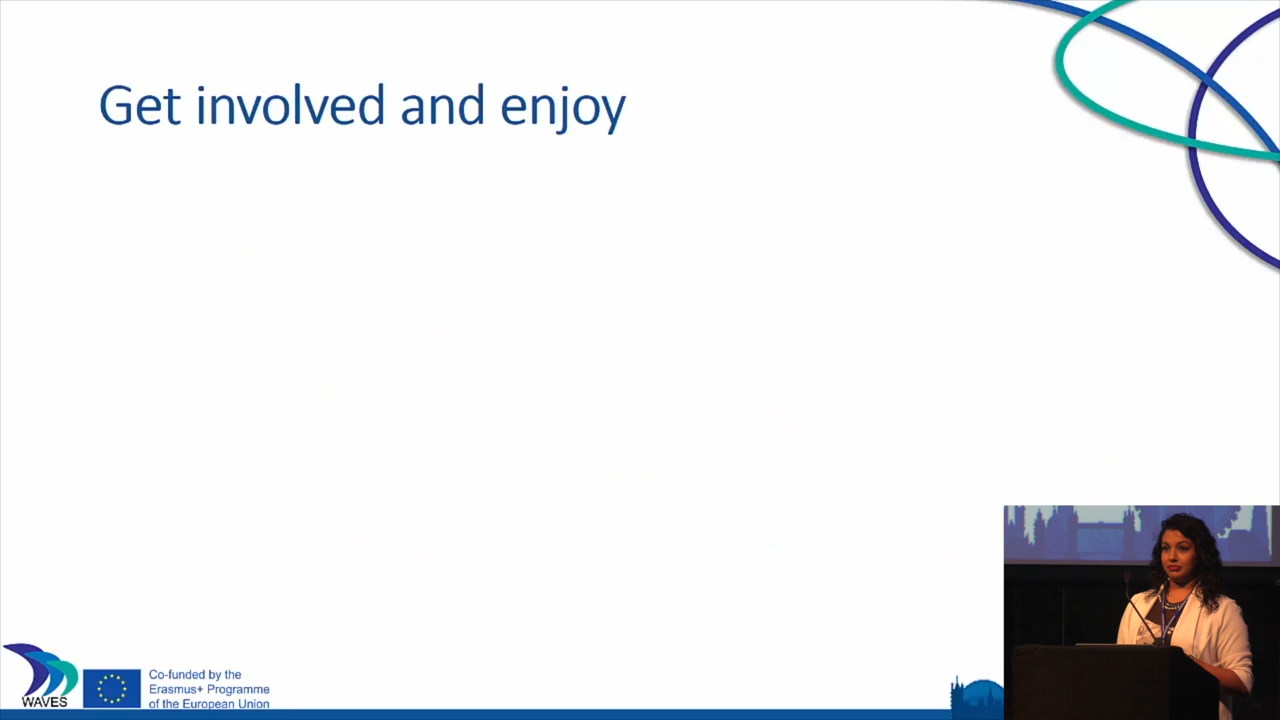 Get involved and enjoy
WAVES
Co-funded by the
Erasmus+ Programme
of the European Union